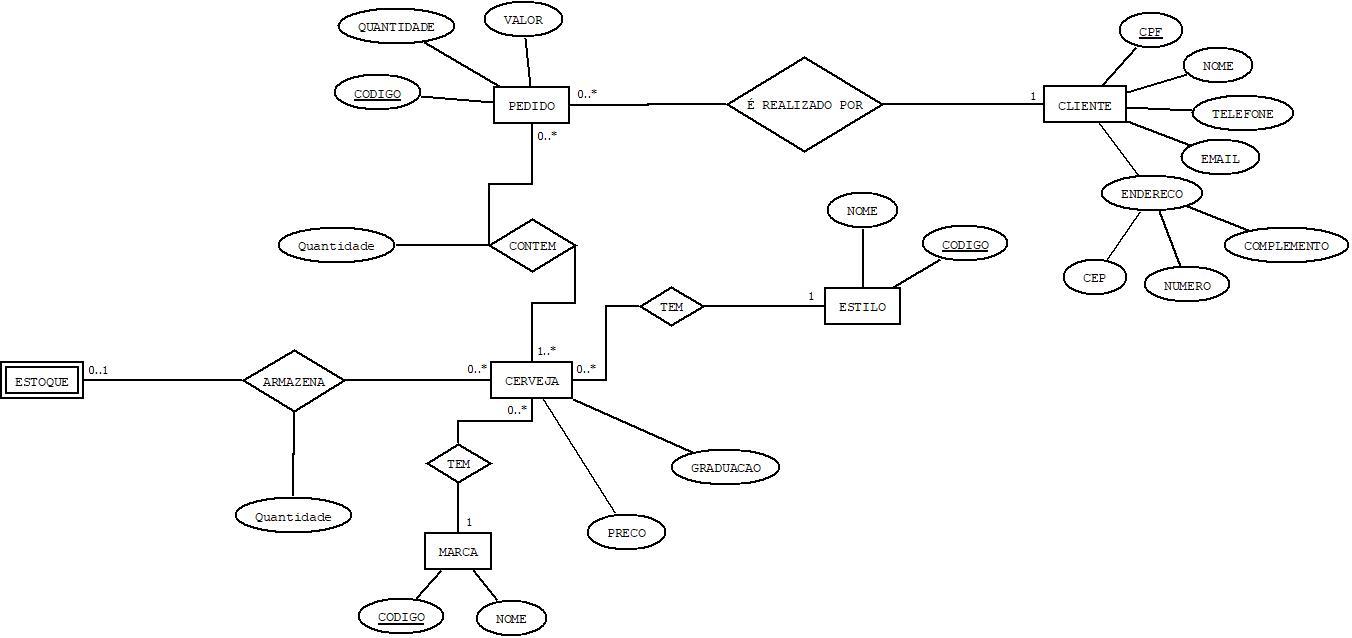 VALOR
QUANTIDADE
CPF
NOME
CODIGO
PEDIDO
0..*
É REALIZADO POR
1
CLIENTE
TELEFONE
0..*
EMAIL
ENDERECO
NOME
Quantidade
CONTEM
CODIGO
COMPLEMENTO
CEP
NUMERO
TEM
1
ESTILO
1..*
ESTOQUE
0..1
ARMAZENA
0..*
CERVEJA
0..*
0..*
TEM
GRADUACAO
Quantidade
1
PRECO
MARCA
CODIGO
NOME